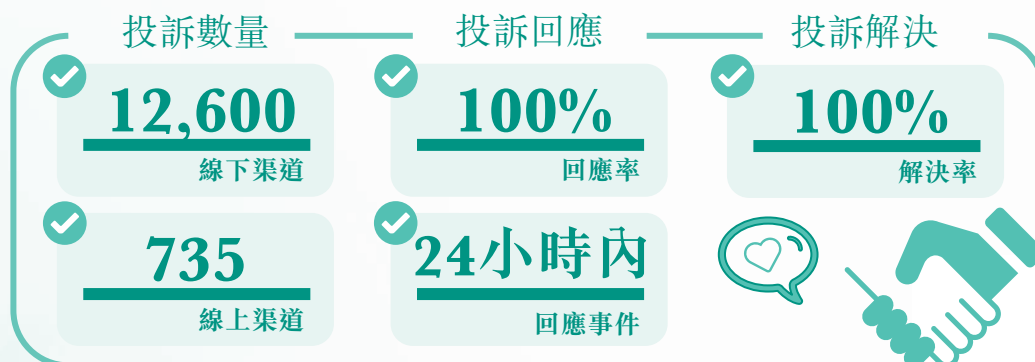 投訴數量
投訴回應
投訴解決
12,600
線下渠道
100%
回應率
100%
解決率
735
線上渠道
24小時內
回應事件